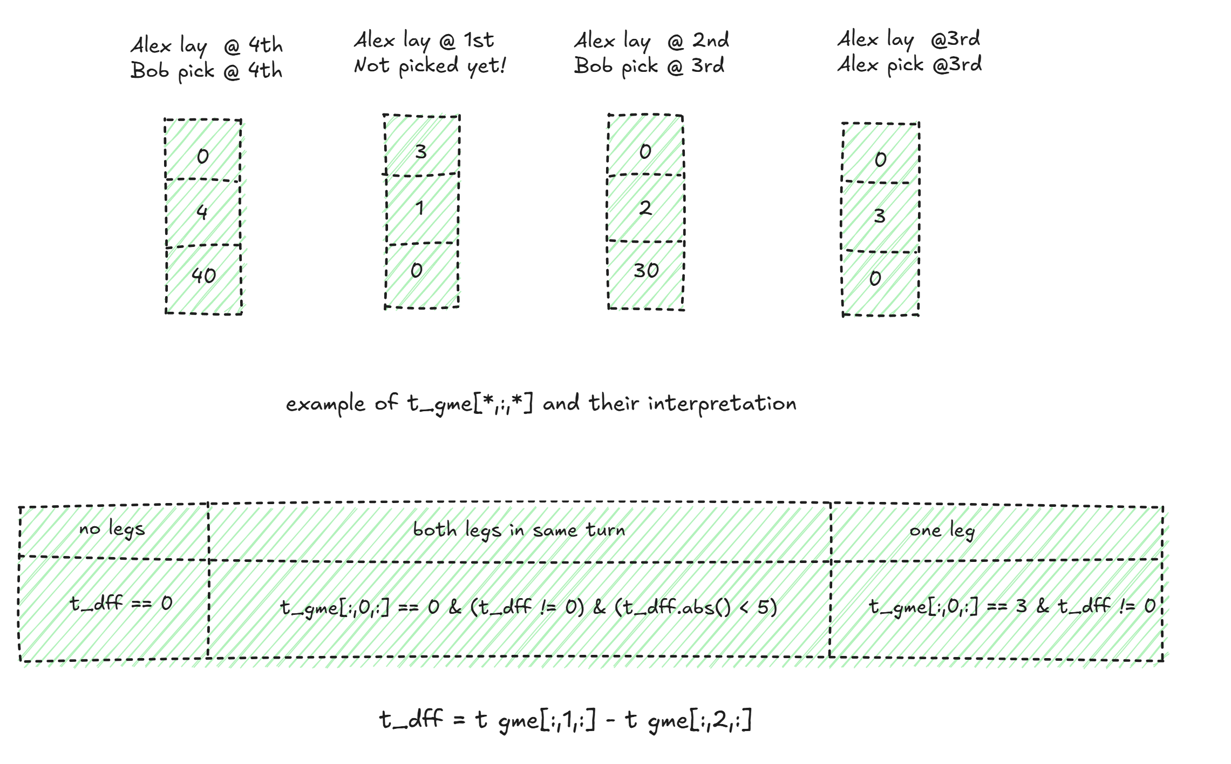 Alex lay @ 4th
Bob pick @ 4th
Alex lay @ 1st
Not picked yet!
Alex lay @ 2nd
Bob pick @ 3rd
Alex lay @3rd
Alex pick @3rd
0
4
40
3
1
0
0
2
30
0
3
0
example of t_gme[*,:,*] and their interpretation
no legs
both legs in same turn
one leg
t_dff == 0
t_gme[:,0,:] == 0 & (t_dff != 0) & (t_dff.abs() < 5)
t_gme[:,0,:] == 3 & t_dff != 0
t_dff = t gme[:,1,:] - t gme[:,2,:]